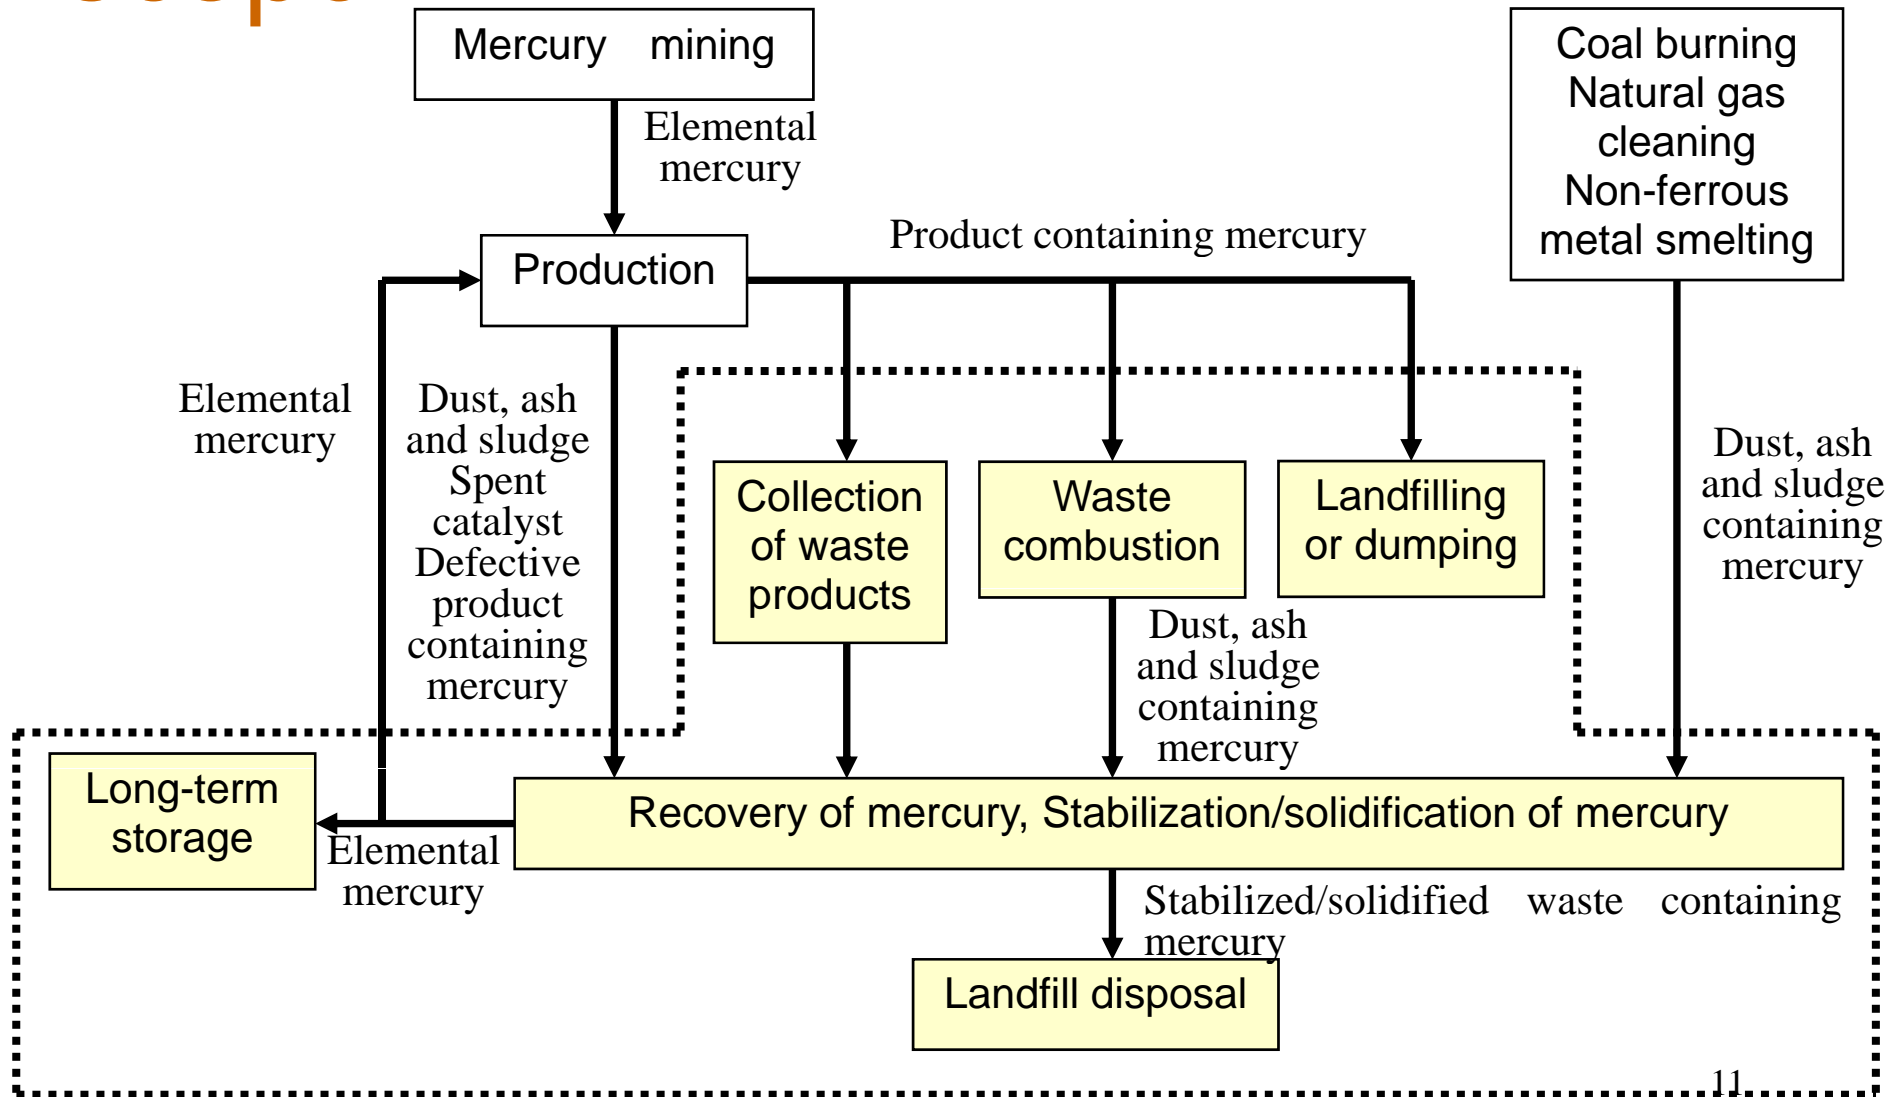 Scope
Mercury mining
Coal burning
Natural gas
cleaning
Non-ferrous
metal smelting
Elemental
mercury
Production
Product containing mercury
Elemental
mercury
Dust, ash
and sludge
Spent
catalyst
Defective
product
containing
mercury
Collection
of waste
products
Waste
combustion
Landfilling
or dumping
Dust, ash
and sludge
containing
mercury
Dust, ash
and sludge
containing
mercury
Long-term
storage
Recovery of mercury, Stabilization/solidification of mercury
Elemental
mercury
Stabilized/solidified waste containing
mercury
Landfill disposal
11